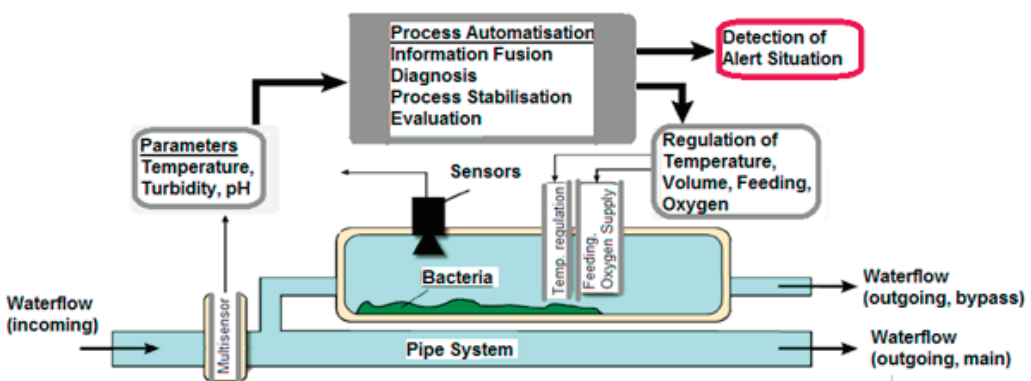 Process Automatisation
Information Fusion
Diagnosis
Process Stabilisation
Evaluation
Detection of
Alert Situation
Parameters
Temperature,
Turbidity, pH
Sensors
Regulation of
Temperature,
Volume, Feeding,
Oxygen
Temp. regulation
Feeding,
Oxygen Supply
Bacteria
Waterflow
(incoming)
Multisensor
Pipe System
Waterflow
(outgoing, bypass)
Waterflow
(outgoing, main)